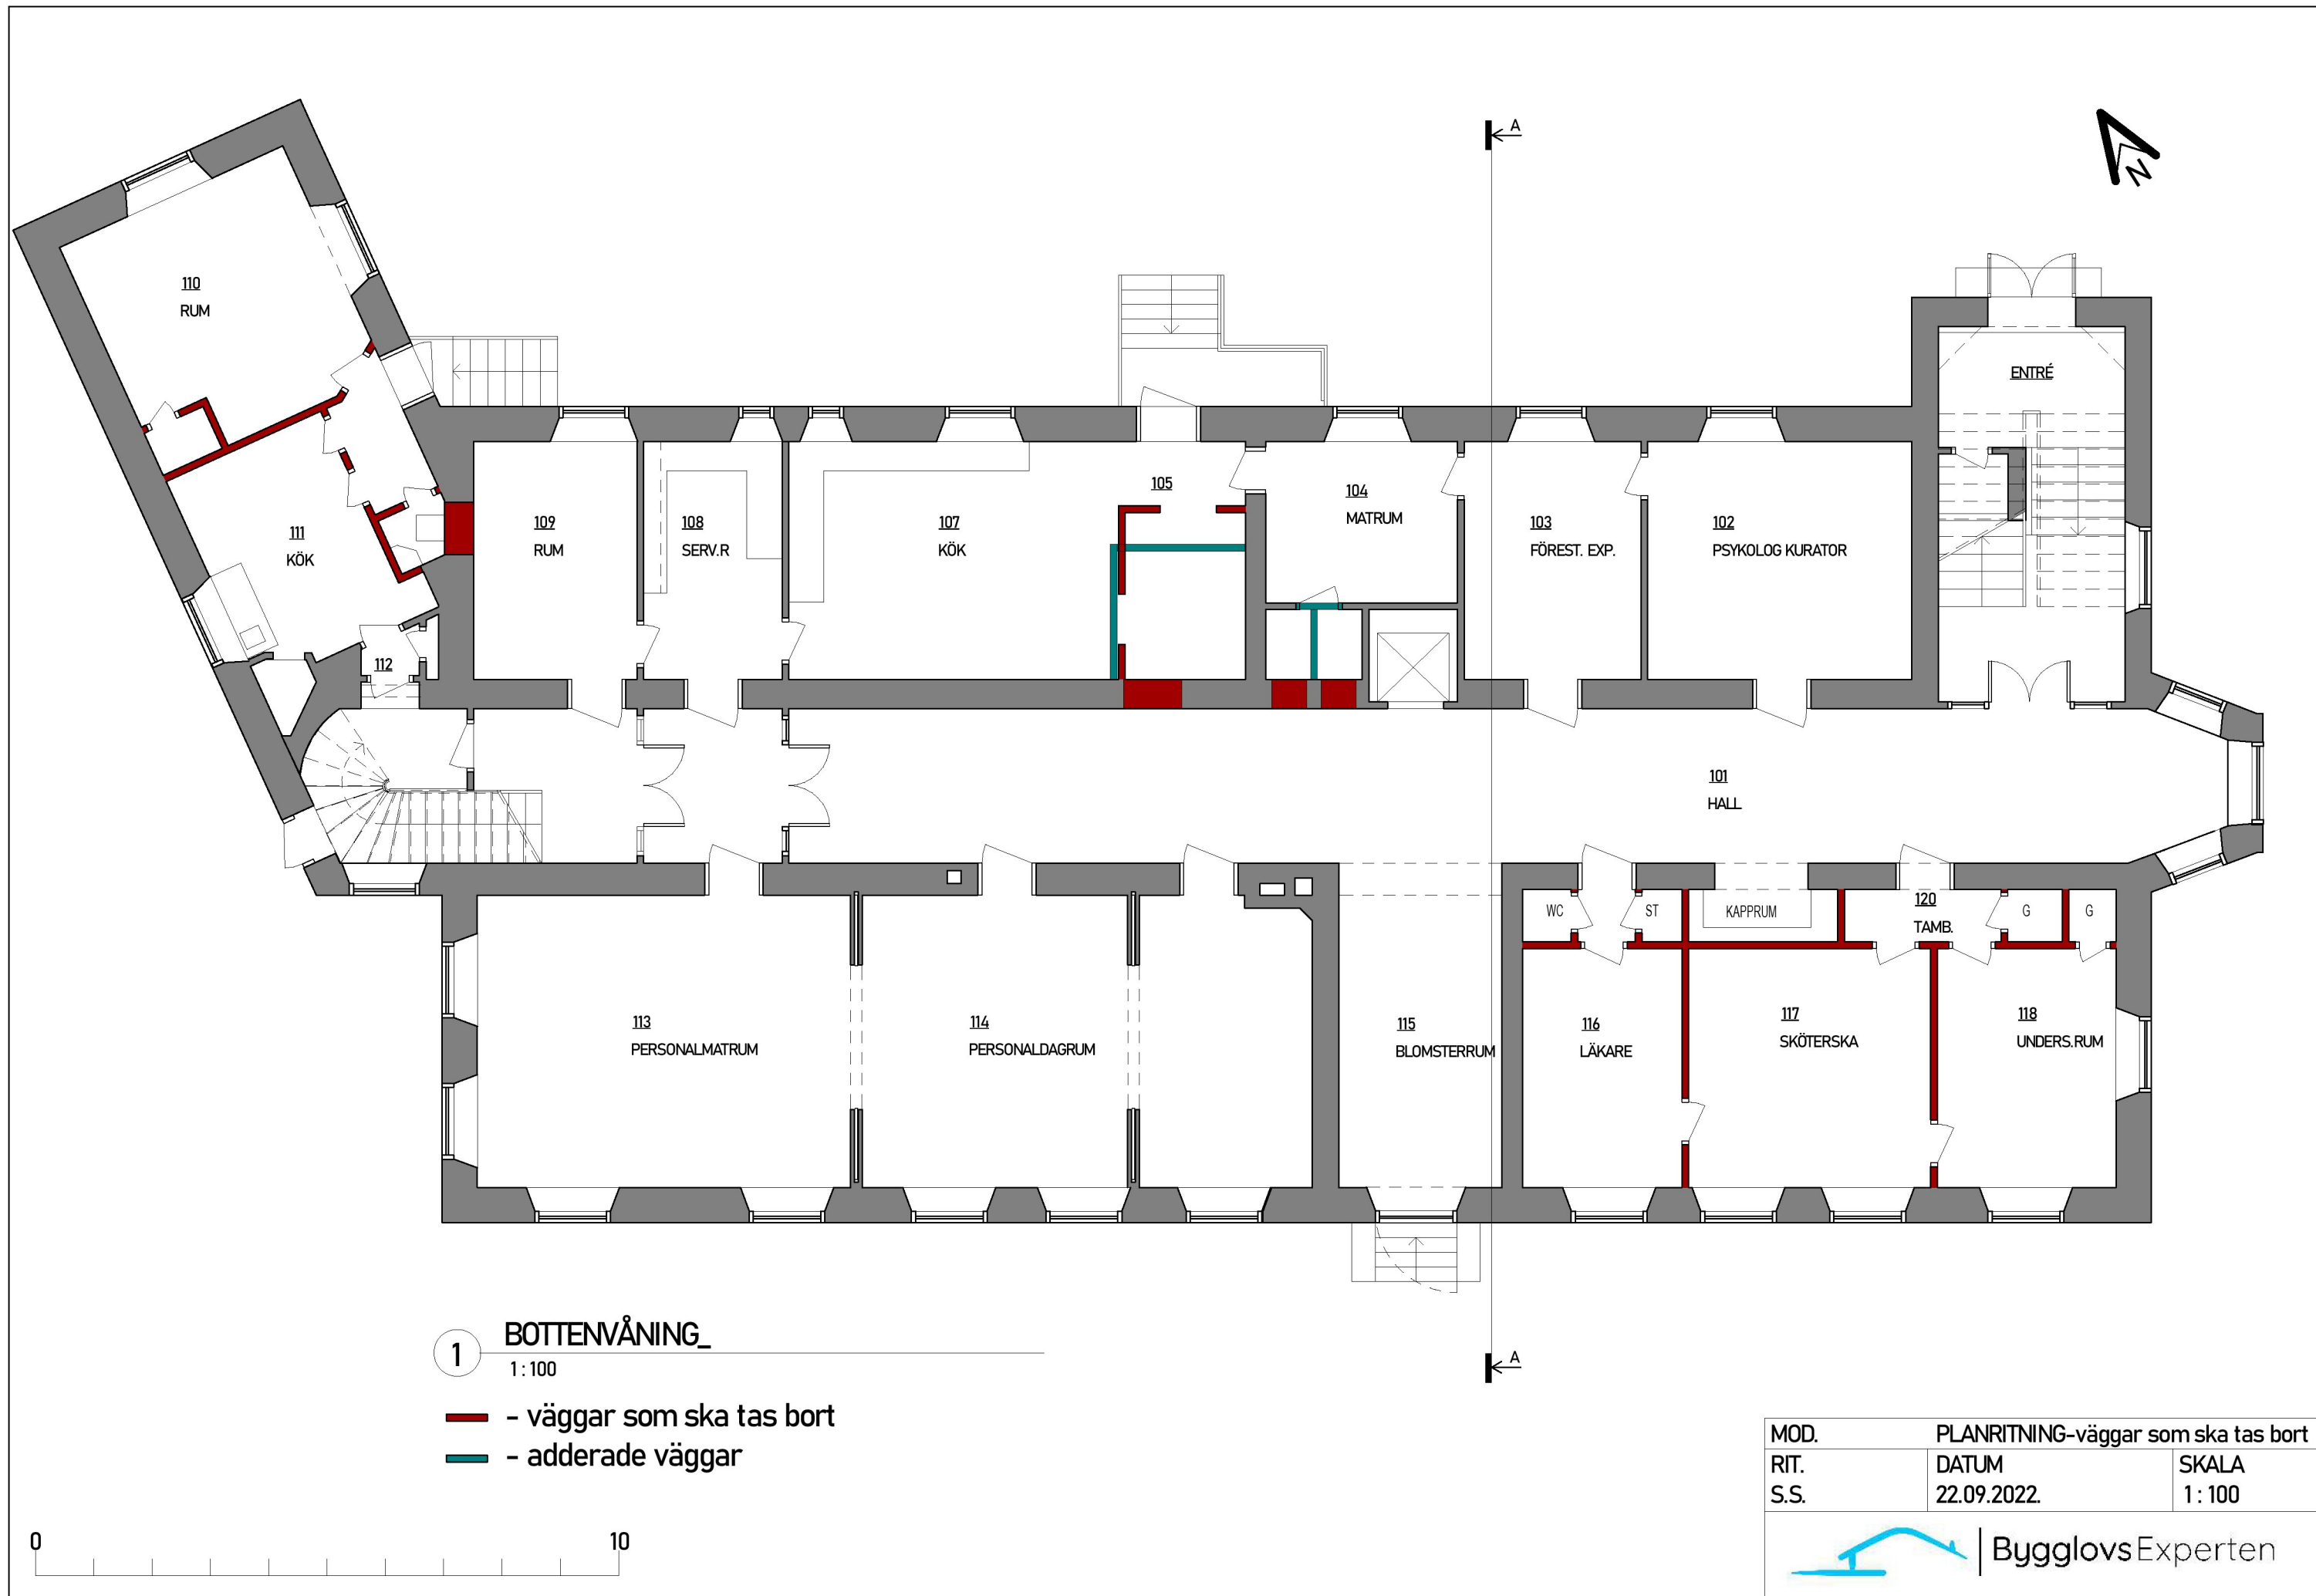 A
N
110
RUM
ENTRÉ
105
104
MATRUM
109
RUM
108
SERV.R
107
KÖK
103
FÖREST. EXP.
102
PSYKOLOG KURATOR
111
KÖK
112
101
HALL
WC
ST
KAPPRUM
120
TAMB.
G
G
113
PERSONALMATRUM
114
PERSONALDAGRUM
115
BLOMSTERRUM
116
LÄKARE
117
SKÖTERSKA
118
UNDERS.RUM
A
1
BOTTENVÅNING_
1 : 100
- väggar som ska tas bort
- adderade väggar
0 10
MOD. PLANRITNING-väggar som ska tas bort
RIT. DATUM SKALA
S.S. 22.09.2022. 1 : 100
BygglovsExperten